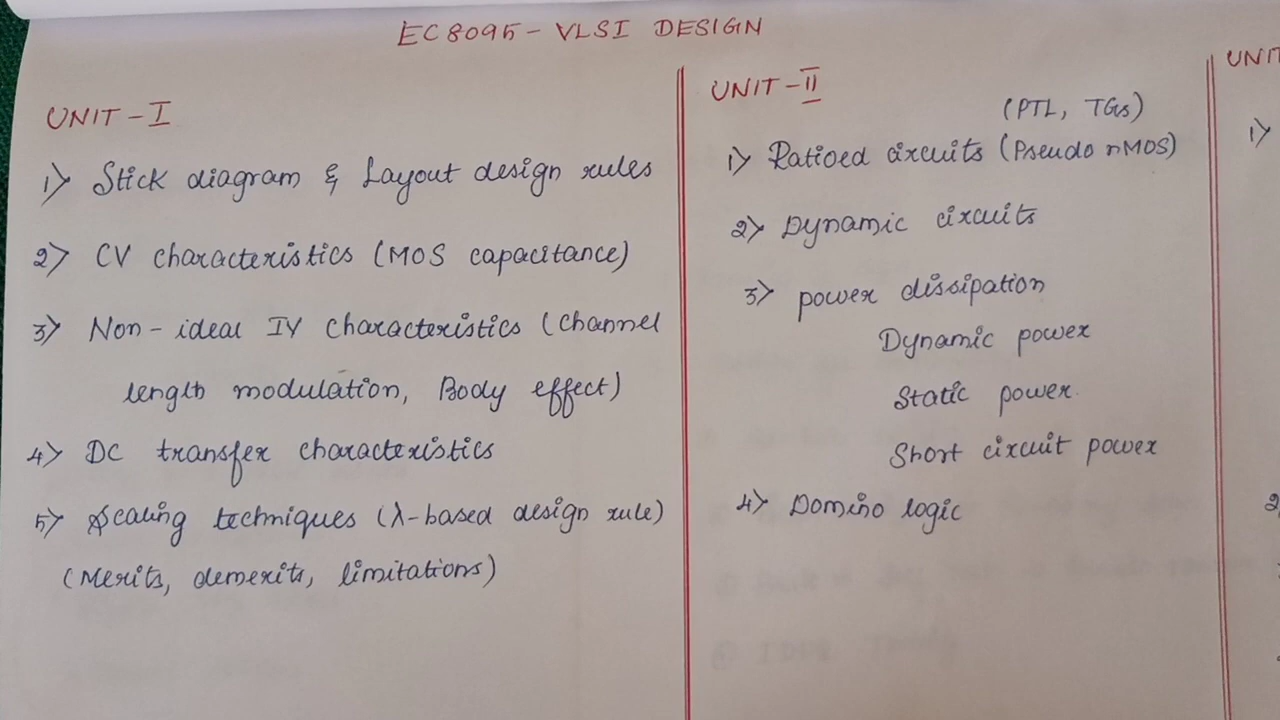 EC8095 - VLSI DESIGN
UNIT - I
1) Stick diagram & Layout design rules
2) CV characteristics (MOS capacitance)
3) Non-ideal IV characteristics (channel
length modulation, Body effect)
4) DC transfer characteristics
5) Scaling techniques (λ-based design rule)
(Merits, demerits, limitations)
UNIT - II
(PTL, TGs)
1) Ratioed circuits (Pseudo nMOS)
2) Dynamic circuits
3) power dissipation
Dynamic power
Static power.
Short circuit power
4) Domino logic
UNIT
1)
2)